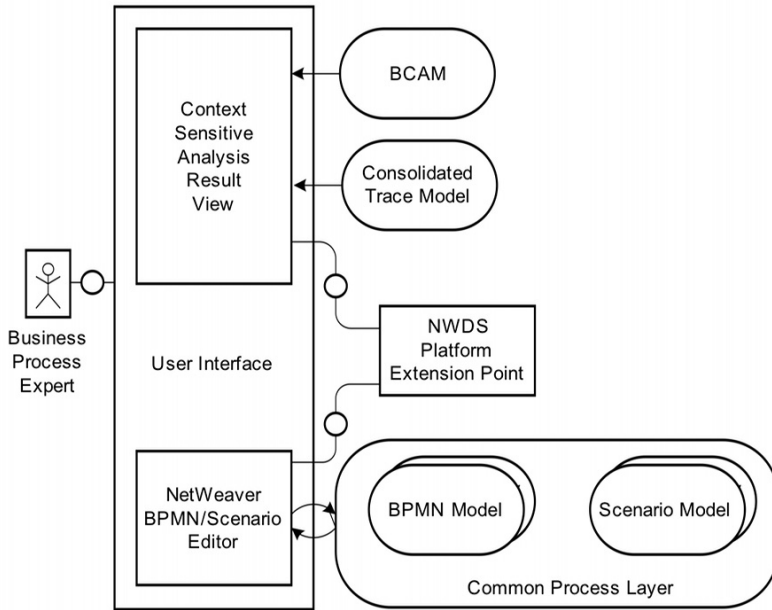 Context
Sensitive
Analysis
Result
View
BCAM
Consolidated
Trace Model
Business
Process
Expert
User Interface
NWDS
Platform
Extension Point
NetWeaver
BPMN/Scenario
Editor
BPMN Model
Scenario Model
Common Process Layer